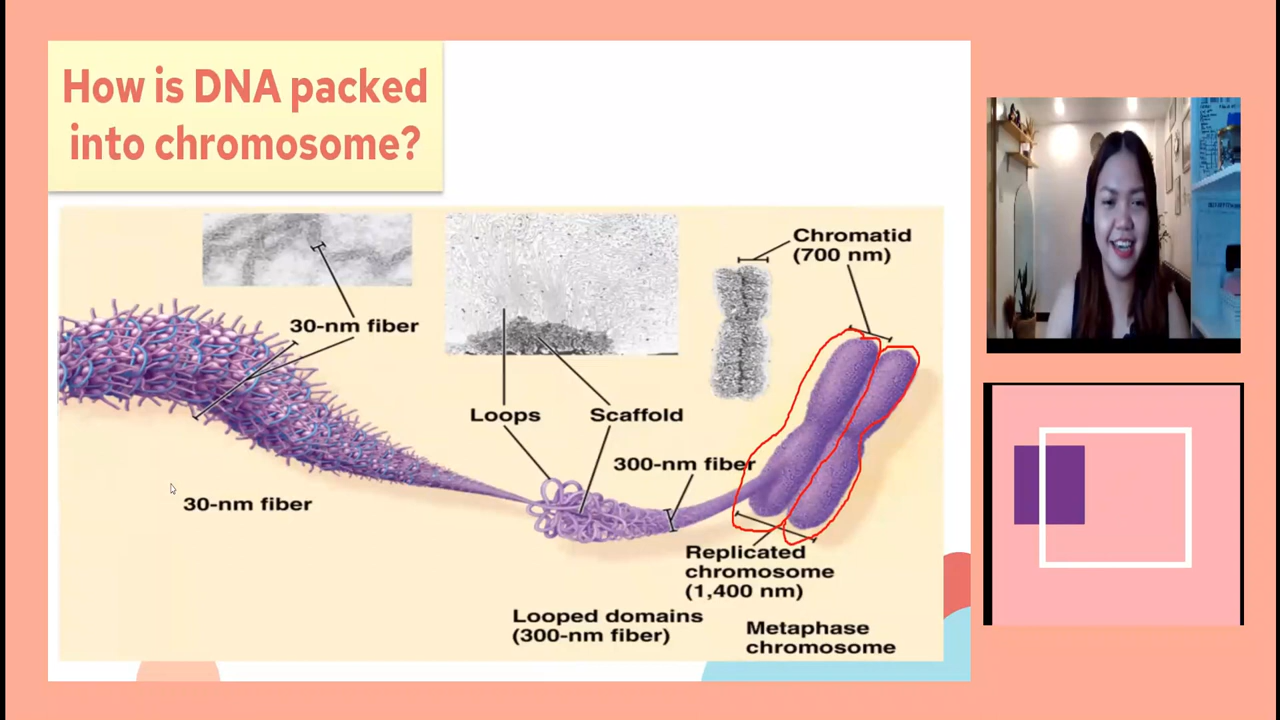 How is DNA packed
into chromosome?
Chromatid
(700 nm)
30-nm fiber
Loops
Scaffold
300-nm fiber
30-nm fiber
Replicated
chromosome
(1,400 nm)
Looped domains
(300-nm fiber)
Metaphase
chromosome